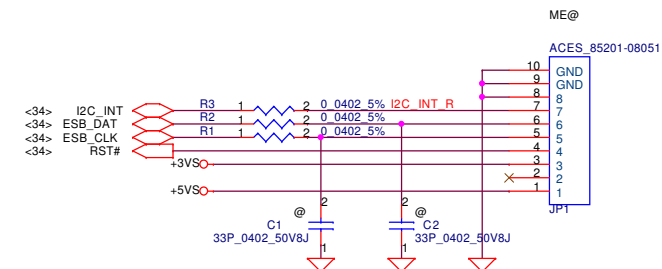 ME@
ACES_85201-08051
10 GND
9 GND
8 8
<34> I2C_INT R3 1 2 0_0402_5% I2C_INT_R 7 7
<34> ESB_DAT R2 1 2 0_0402_5% 6 6
<34> ESB_CLK R1 1 2 0_0402_5% 5 5
<34> RST# 4 4
+3VS 3 3
2 2
+5VS 1 1
JP1
2 2
@ @
C1 C2
33P_0402_50V8J 33P_0402_50V8J
1 1